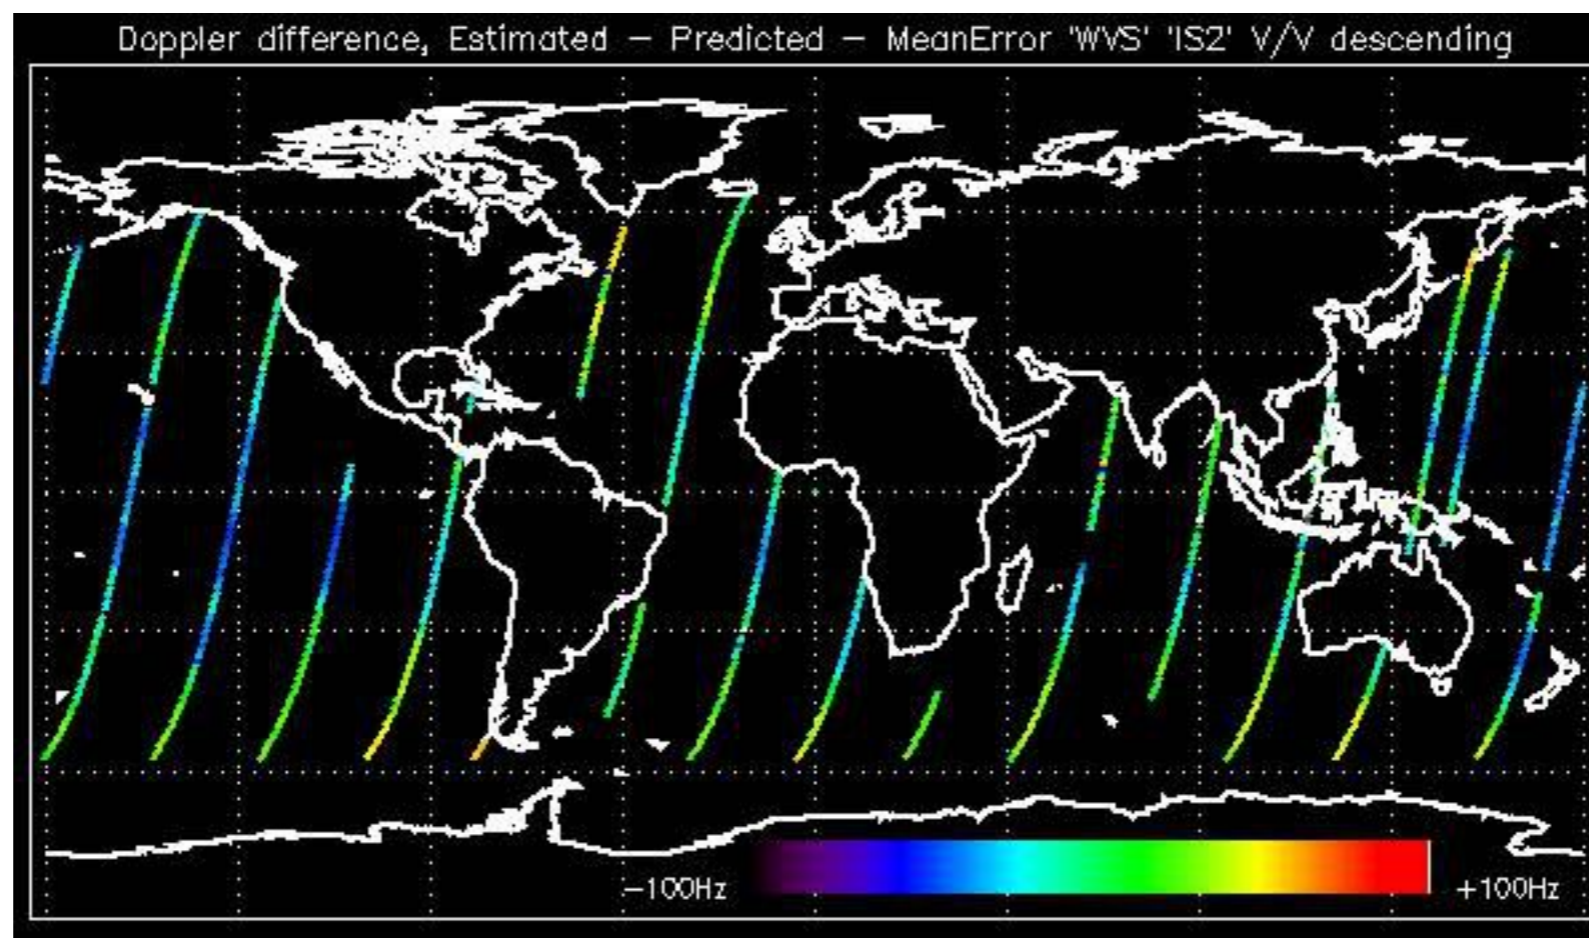 Doppler difference, Estimated – Predicted – MeanError 'WVS' 'IS2' V/V descending
-100Hz +100Hz